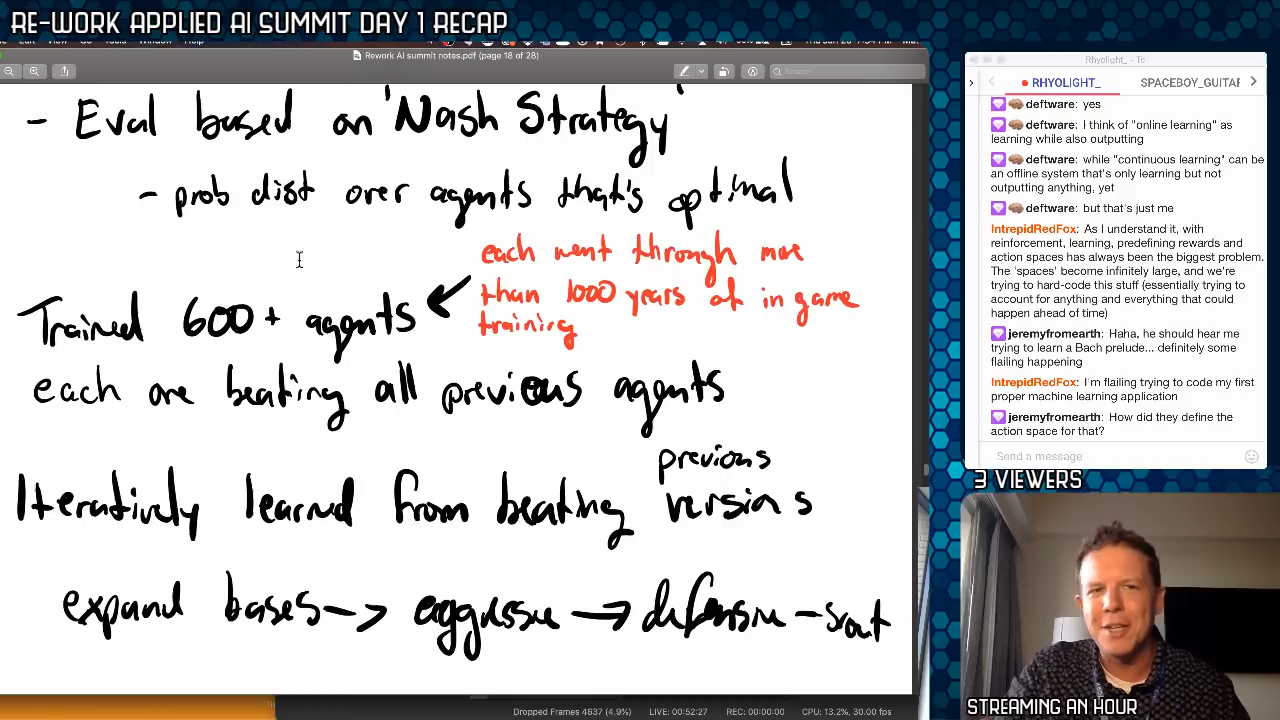 RE-WORK APPLIED AI SUMMIT DAY 1 RECAP
Rework AI summit notes.pdf (page 18 of 28)
Search
- Eval based on 'Nash Strategy'
- prob dist over agents that's optimal
each went through more
than 1000 years of in game
training
Trained 600+ agents
each are beating all previous agents
previous
Iteratively learned from beating versions
expand bases -> aggressive -> defensive - scout
Dropped Frames 4637 (4.9%)
LIVE: 00:52:27
REC: 00:00:00
CPU: 13.2%, 30.00 fps
Rhyolight_ - Tc
RHYOLIGHT_
SPACEBOY_GUITAR
deftware: yes
deftware: I think of "online learning" as
learning while also outputting
deftware: while "continuous learning" can be
an offline system that's only learning but not
outputting anything, yet
deftware: but that's just me
IntrepidRedFox: As I understand it, with
reinforcement, learning, predefining rewards and
action spaces has always been the biggest problem.
The 'spaces' become infinitely large, and we're
trying to hard-code this stuff (essentially trying to
account for anything and everything that could
happen ahead of time)
jeremyfromearth: Haha, he should hear me
trying to learn a Bach prelude... definitely some
flailing happening
IntrepidRedFox: I'm flailing trying to code my first
proper machine learning application
jeremyfromearth: How did they define the
action space for that?
Send a message
3 VIEWERS
STREAMING AN HOUR